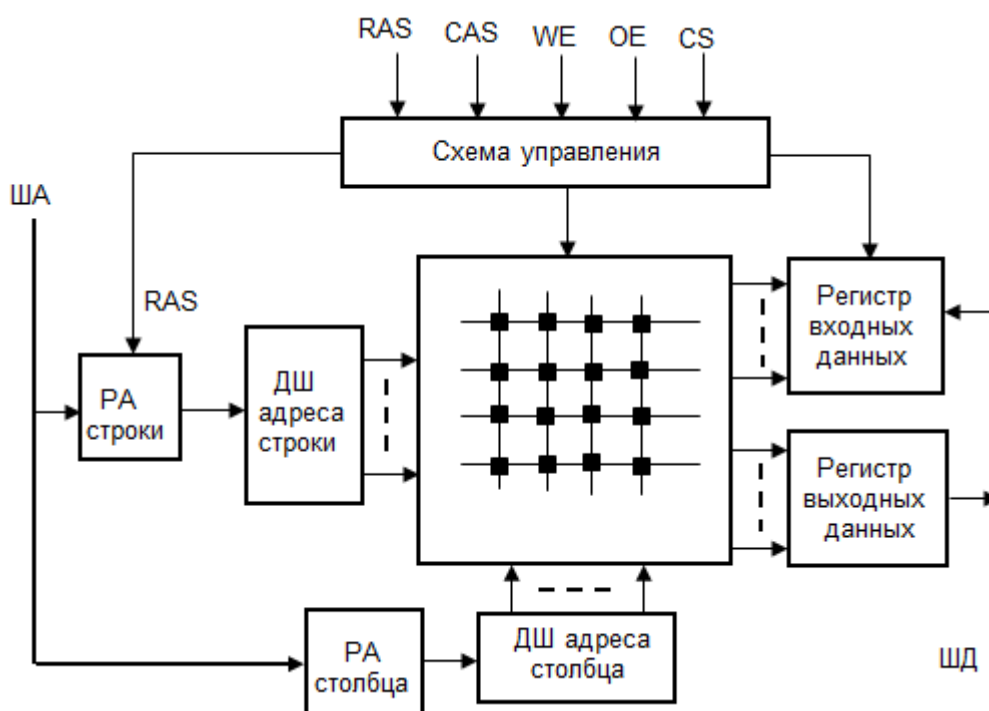 RAS CAS WE OE CS
Схема управления
ША
RAS
РА
строки
ДШ
адреса
строки
Регистр
входных
данных
Регистр
выходных
данных
РА
столбца
ДШ адреса
столбца
ШД